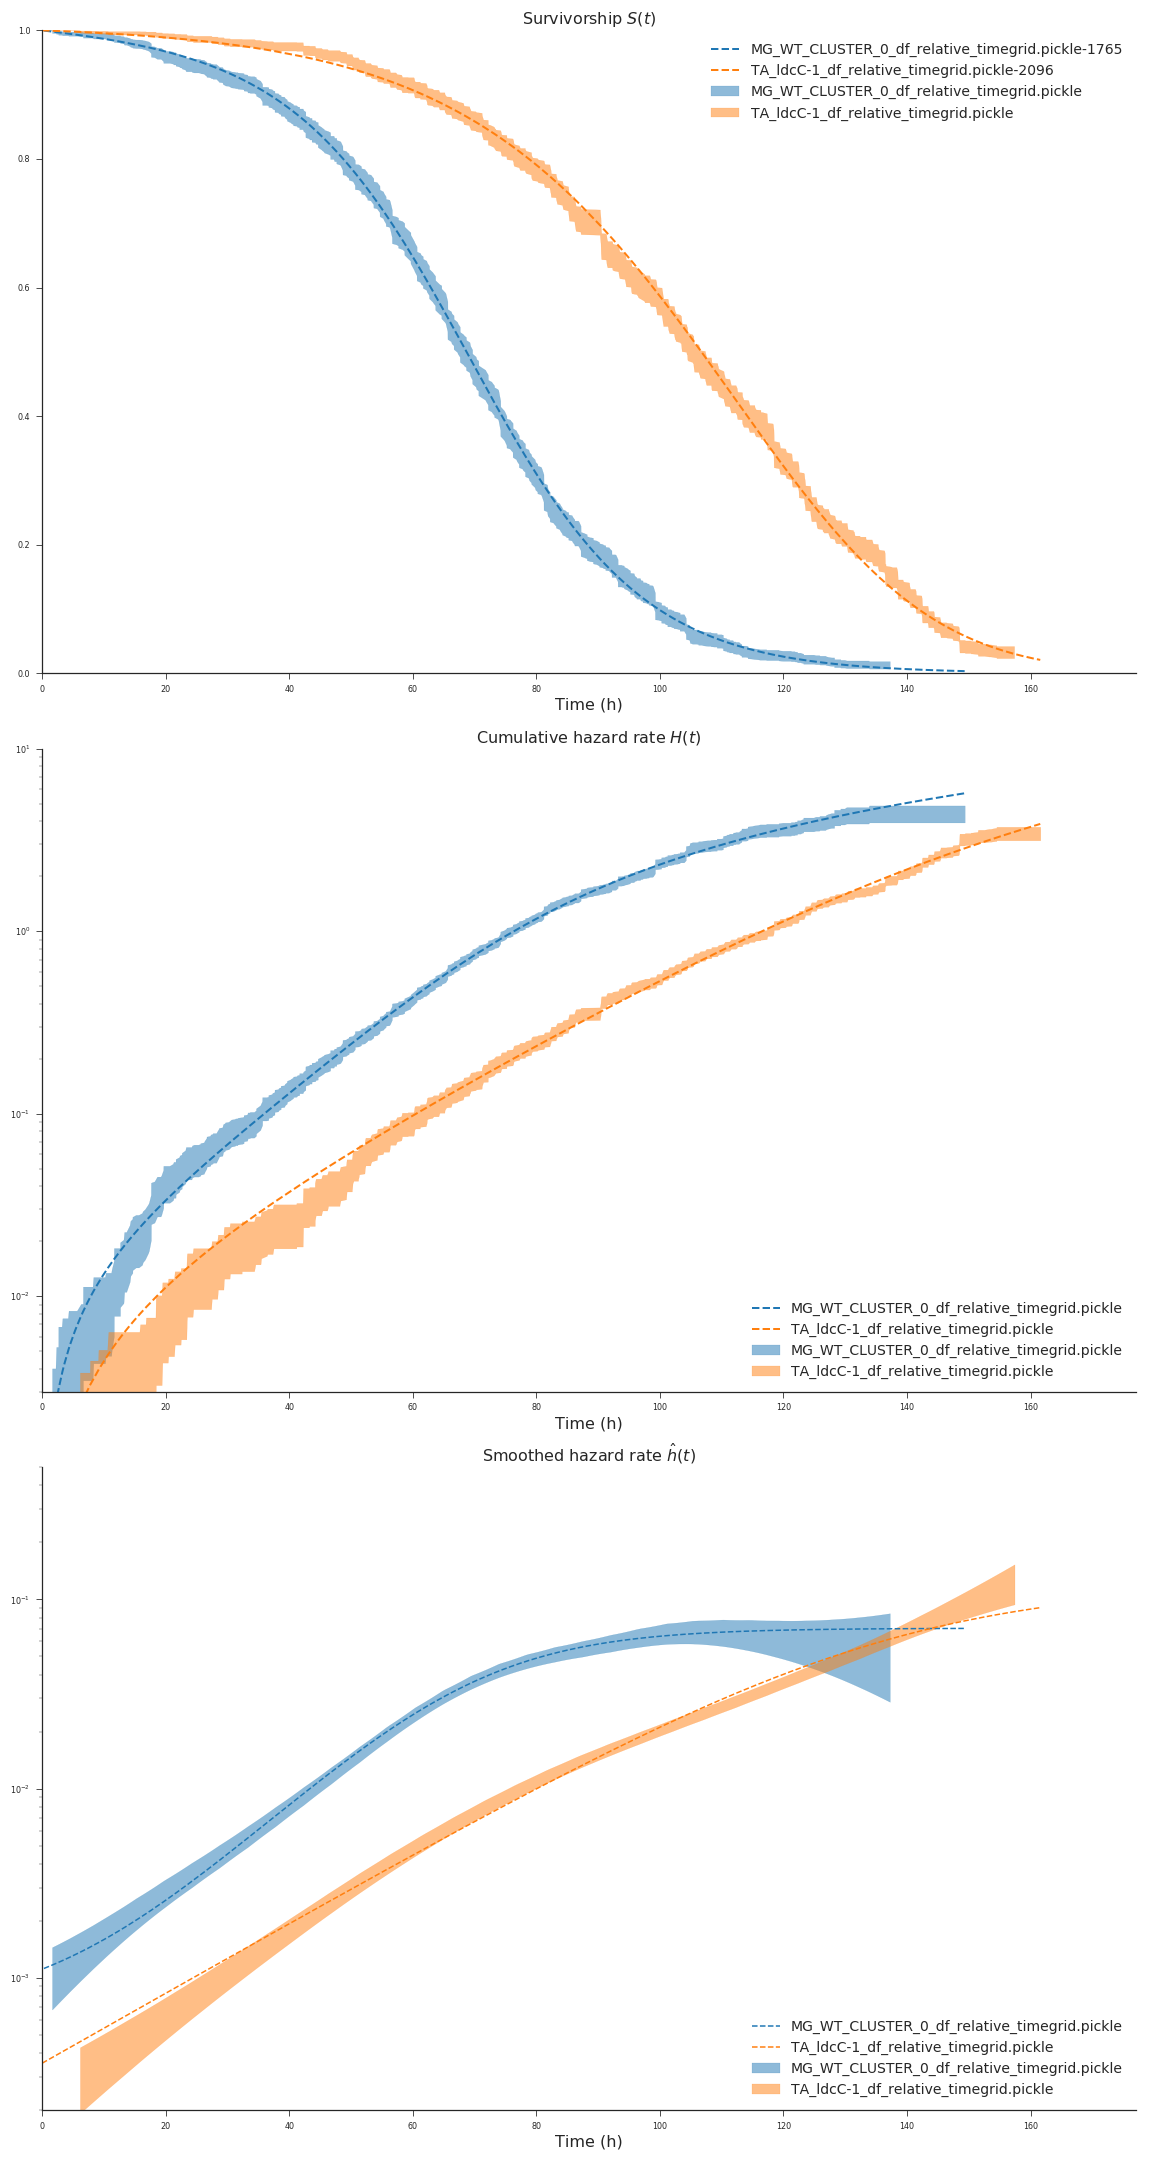 Survivorship S(t)
1.0
MG_WT_CLUSTER_0_df_relative_timegrid.pickle-1765
TA_ldcC-1_df_relative_timegrid.pickle-2096
MG_WT_CLUSTER_0_df_relative_timegrid.pickle
TA_ldcC-1_df_relative_timegrid.pickle
0.8
0.6
0.4
0.2
0.0
0 20 40 60 80 100 120 140 160
Time (h)
Cumulative hazard rate H(t)
10¹
10⁰
10⁻¹
10⁻²
MG_WT_CLUSTER_0_df_relative_timegrid.pickle
TA_ldcC-1_df_relative_timegrid.pickle
MG_WT_CLUSTER_0_df_relative_timegrid.pickle
TA_ldcC-1_df_relative_timegrid.pickle
0 20 40 60 80 100 120 140 160
Time (h)
Smoothed hazard rate ĥ(t)
10⁻¹
10⁻²
10⁻³
MG_WT_CLUSTER_0_df_relative_timegrid.pickle
TA_ldcC-1_df_relative_timegrid.pickle
MG_WT_CLUSTER_0_df_relative_timegrid.pickle
TA_ldcC-1_df_relative_timegrid.pickle
0 20 40 60 80 100 120 140 160
Time (h)